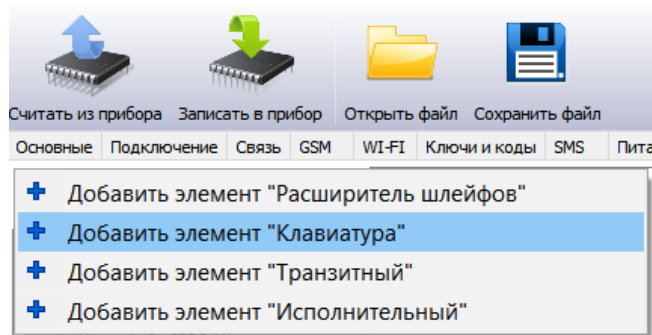 Считать из прибора Записать в прибор Открыть файл Сохранить файл
Основные Подключение Связь GSM WI-FI Ключи и коды SMS
Добавить элемент "Расширитель шлейфов"
Добавить элемент "Клавиатура"
Добавить элемент "Транзитный"
Добавить элемент "Исполнительный"